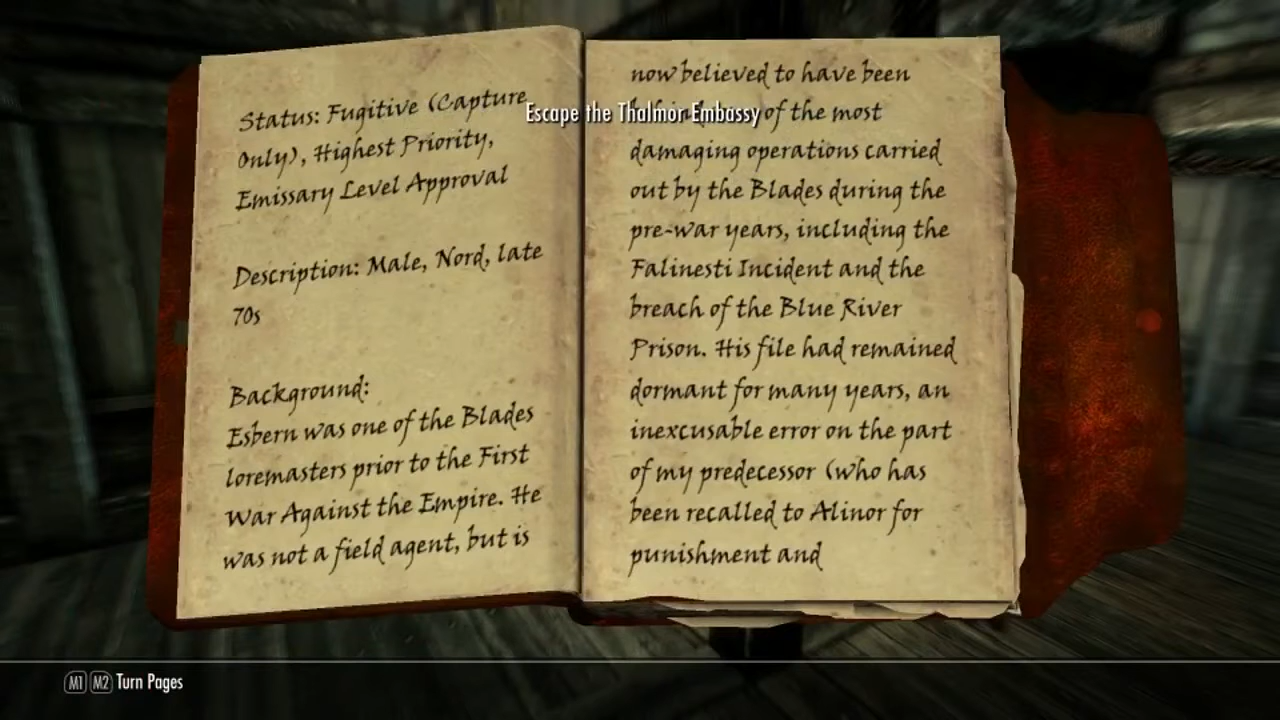 Status: Fugitive (Capture
Only), Highest Priority,
Emissary Level Approval
Description: Male, Nord, late
70s
Background:
Esbern was one of the Blades
loremasters prior to the First
War Against the Empire. He
was not a field agent, but is
now believed to have been
of the most
damaging operations carried
out by the Blades during the
pre-war years, including the
Falinesti Incident and the
breach of the Blue River
Prison. His file had remained
dormant for many years, an
inexcusable error on the part
of my predecessor (who has
been recalled to Alinor for
punishment and
Escape the Thalmor Embassy
M1 M2 Turn Pages